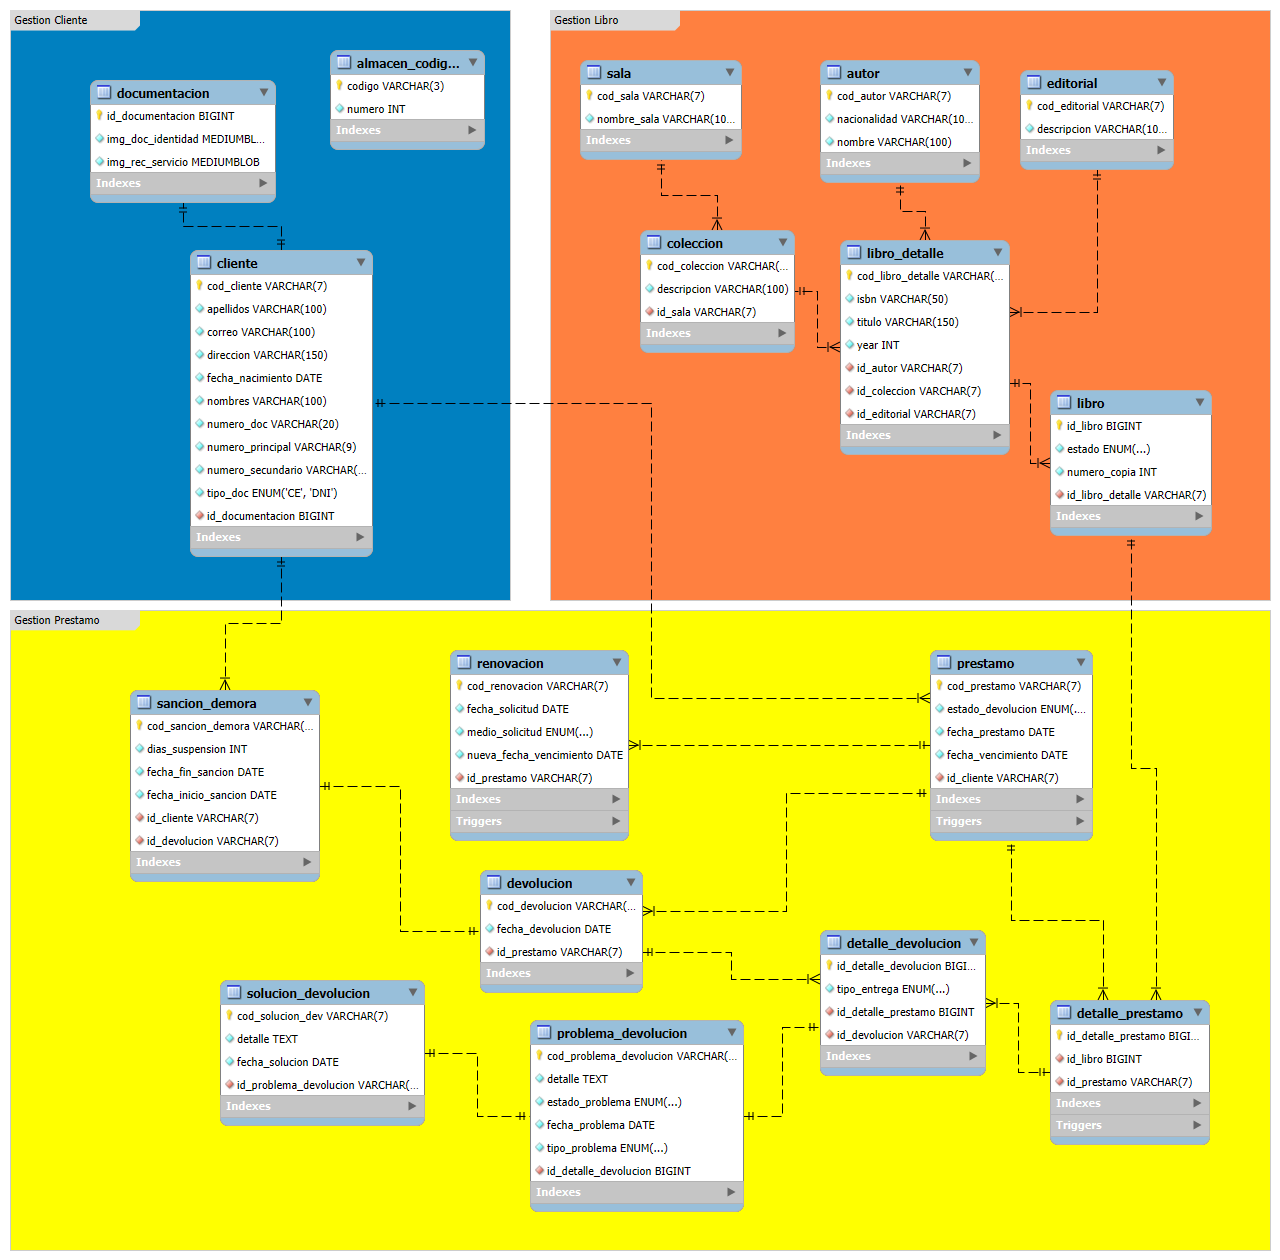 Gestion Cliente
documentacion
id_documentacion BIGINT
img_doc_identidad MEDIUMBL...
img_rec_servicio MEDIUMBLOB
Indexes
almacen_codig...
codigo VARCHAR(3)
numero INT
Indexes
cliente
cod_cliente VARCHAR(7)
apellidos VARCHAR(100)
correo VARCHAR(100)
direccion VARCHAR(150)
fecha_nacimiento DATE
nombres VARCHAR(100)
numero_doc VARCHAR(20)
numero_principal VARCHAR(9)
numero_secundario VARCHAR(...
tipo_doc ENUM('CE', 'DNI')
id_documentacion BIGINT
Indexes
Gestion Libro
sala
cod_sala VARCHAR(7)
nombre_sala VARCHAR(10...
Indexes
autor
cod_autor VARCHAR(7)
nacionalidad VARCHAR(10...
nombre VARCHAR(100)
Indexes
editorial
cod_editorial VARCHAR(7)
descripcion VARCHAR(10...
Indexes
coleccion
cod_coleccion VARCHAR(...
descripcion VARCHAR(100)
id_sala VARCHAR(7)
Indexes
libro_detalle
cod_libro_detalle VARCHAR(...
isbn VARCHAR(50)
titulo VARCHAR(150)
year INT
id_autor VARCHAR(7)
id_coleccion VARCHAR(7)
id_editorial VARCHAR(7)
Indexes
libro
id_libro BIGINT
estado ENUM(...)
numero_copia INT
id_libro_detalle VARCHAR(7)
Indexes
Gestion Prestamo
sancion_demora
cod_sancion_demora VARCHAR(...
dias_suspension INT
fecha_fin_sancion DATE
fecha_inicio_sancion DATE
id_cliente VARCHAR(7)
id_devolucion VARCHAR(7)
Indexes
renovacion
cod_renovacion VARCHAR(7)
fecha_solicitud DATE
medio_solicitud ENUM(...)
nueva_fecha_vencimiento DATE
id_prestamo VARCHAR(7)
Indexes
Triggers
prestamo
cod_prestamo VARCHAR(7)
estado_devolucion ENUM(....
fecha_prestamo DATE
fecha_vencimiento DATE
id_cliente VARCHAR(7)
Indexes
Triggers
devolucion
cod_devolucion VARCHAR(...
fecha_devolucion DATE
id_prestamo VARCHAR(7)
Indexes
detalle_devolucion
id_detalle_devolucion BIGI...
tipo_entrega ENUM(...)
id_detalle_prestamo BIGINT
id_devolucion VARCHAR(7)
Indexes
solucion_devolucion
cod_solucion_dev VARCHAR(7)
detalle TEXT
fecha_solucion DATE
id_problema_devolucion VARCHAR(...
Indexes
problema_devolucion
cod_problema_devolucion VARCHAR(...
detalle TEXT
estado_problema ENUM(...)
fecha_problema DATE
tipo_problema ENUM(...)
id_detalle_devolucion BIGINT
Indexes
detalle_prestamo
id_detalle_prestamo BIGI...
id_libro BIGINT
id_prestamo VARCHAR(7)
Indexes
Triggers